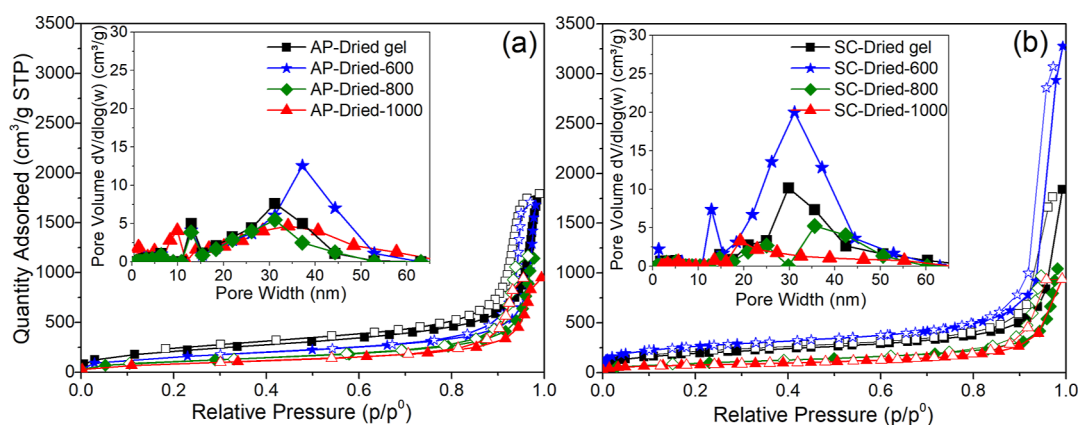 (a)
Quantity Adsorbed (cm³/g STP)
3500
3000
2500
2000
1500
1000
500
0
0.0 0.2 0.4 0.6 0.8 1.0
Relative Pressure (p/p⁰)
Pore Volume dV/dlog(w) (cm³/g)
30
25
20
15
10
5
0
0 10 20 30 40 50 60
Pore Width (nm)
AP-Dried gel
AP-Dried-600
AP-Dried-800
AP-Dried-1000
(b)
3500
3000
2500
2000
1500
1000
500
0
0.0 0.2 0.4 0.6 0.8 1.0
Relative Pressure (p/p⁰)
Pore Volume dV/dlog(w) (cm³/g)
30
25
20
15
10
5
0
0 10 20 30 40 50 60
Pore Width (nm)
SC-Dried gel
SC-Dried-600
SC-Dried-800
SC-Dried-1000